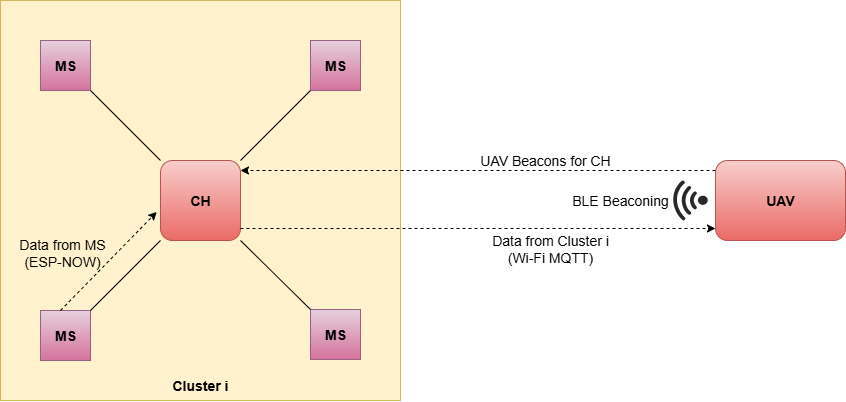 MS
MS
UAV Beacons for CH
CH
BLE Beaconing
UAV
Data from MS
(ESP-NOW)
Data from Cluster i
(Wi-Fi MQTT)
MS
MS
Cluster i